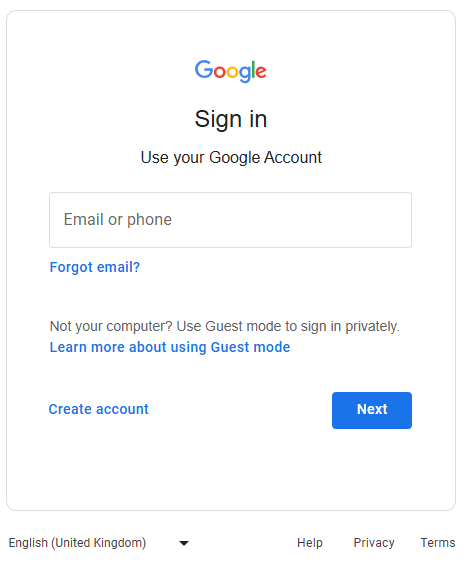 Google
Sign in
Use your Google Account
Email or phone
Forgot email?
Not your computer? Use Guest mode to sign in privately.
Learn more about using Guest mode
Create account
Next
English (United Kingdom)
Help
Privacy
Terms